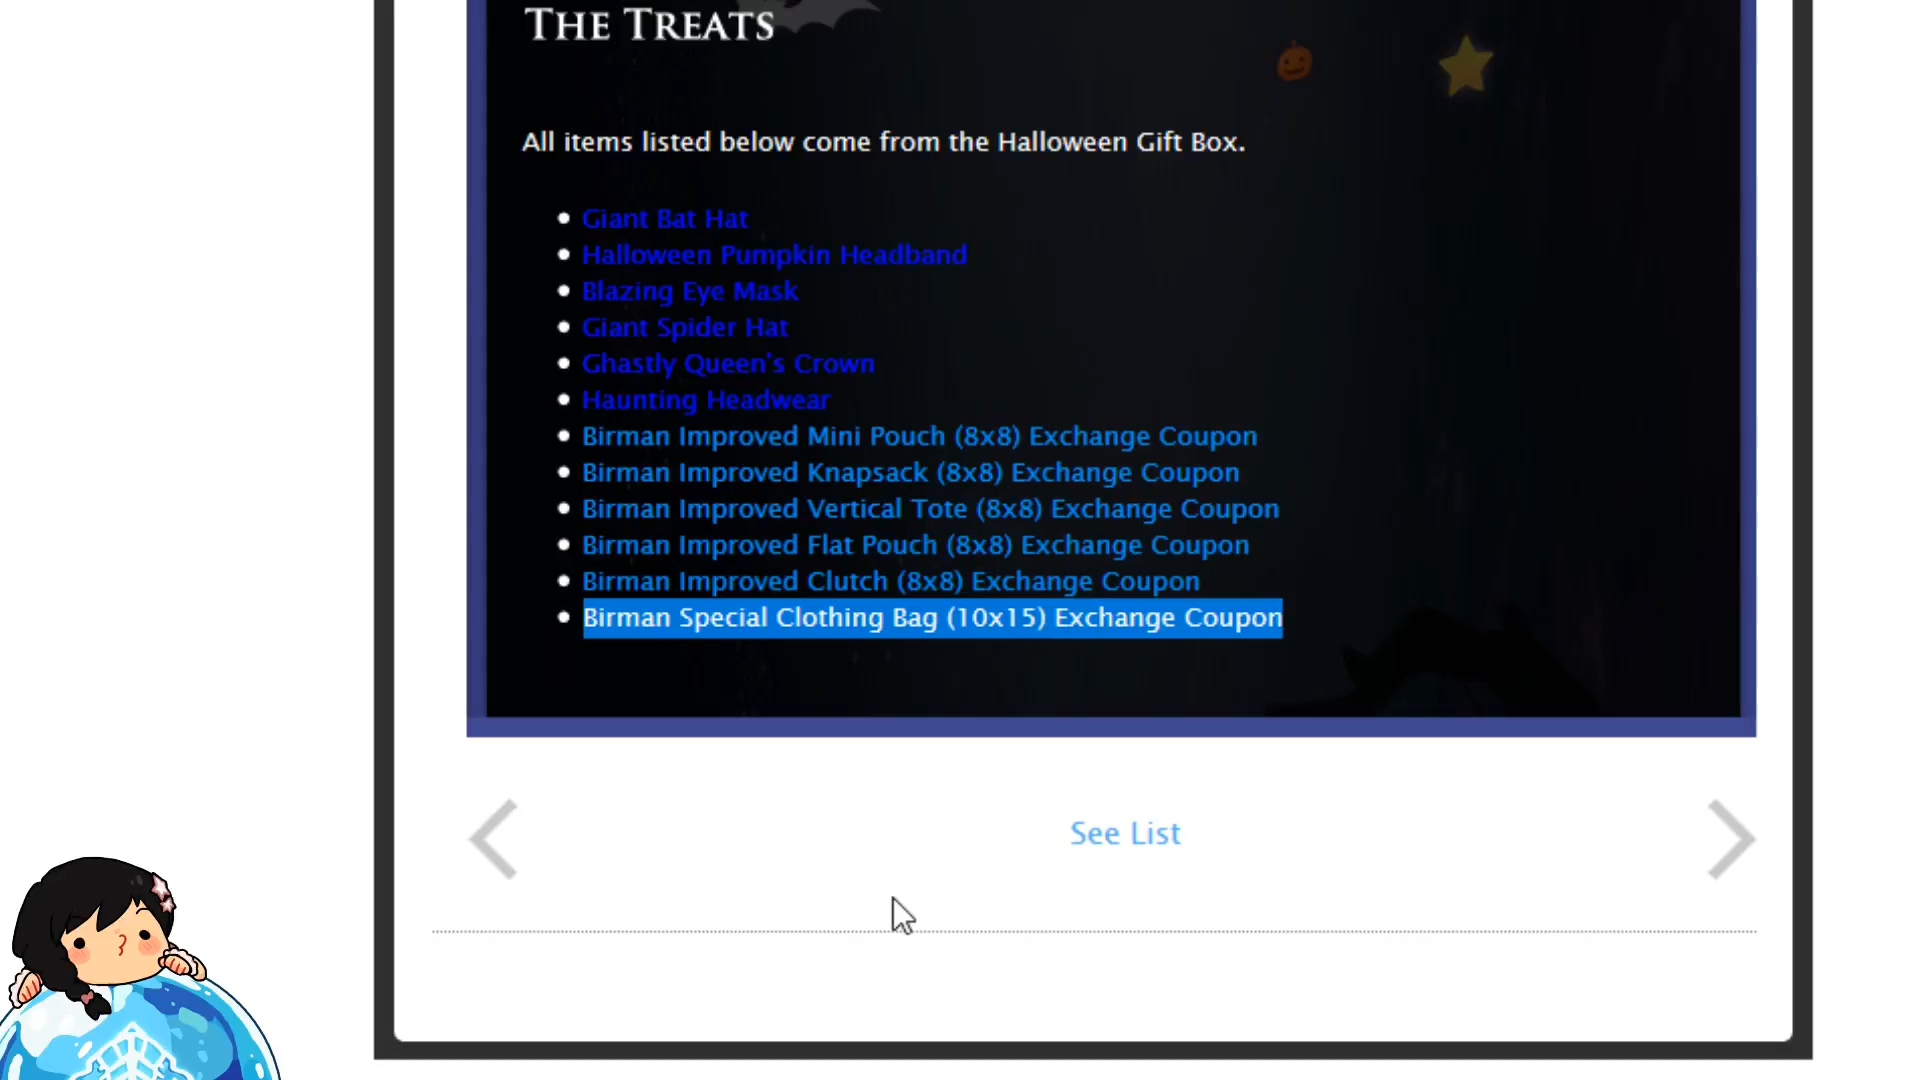 THE TREATS
All items listed below come from the Halloween Gift Box.
Giant Bat Hat
Halloween Pumpkin Headband
Blazing Eye Mask
Giant Spider Hat
Ghastly Queen's Crown
Haunting Headwear
Birman Improved Mini Pouch (8x8) Exchange Coupon
Birman Improved Knapsack (8x8) Exchange Coupon
Birman Improved Vertical Tote (8x8) Exchange Coupon
Birman Improved Flat Pouch (8x8) Exchange Coupon
Birman Improved Clutch (8x8) Exchange Coupon
Birman Special Clothing Bag (10x15) Exchange Coupon
See List